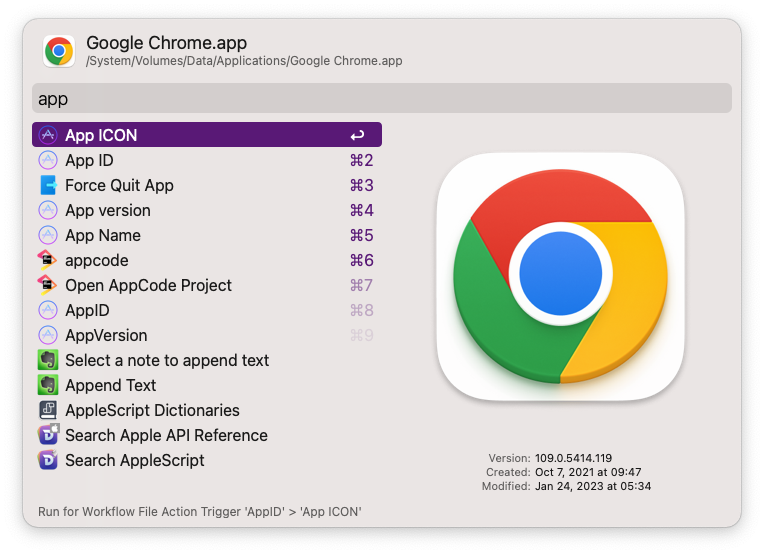 Google Chrome.app
/System/Volumes/Data/Applications/Google Chrome.app
app
App ICON ↩
App ID ⌘2
Force Quit App ⌘3
App version ⌘4
App Name ⌘5
appcode ⌘6
Open AppCode Project ⌘7
AppID ⌘8
AppVersion ⌘9
Select a note to append text
Append Text
AppleScript Dictionaries
Search Apple API Reference
Search AppleScript
Version: 109.0.5414.119
Created: Oct 7, 2021 at 09:47
Modified: Jan 24, 2023 at 05:34
Run for Workflow File Action Trigger 'AppID' > 'App ICON'